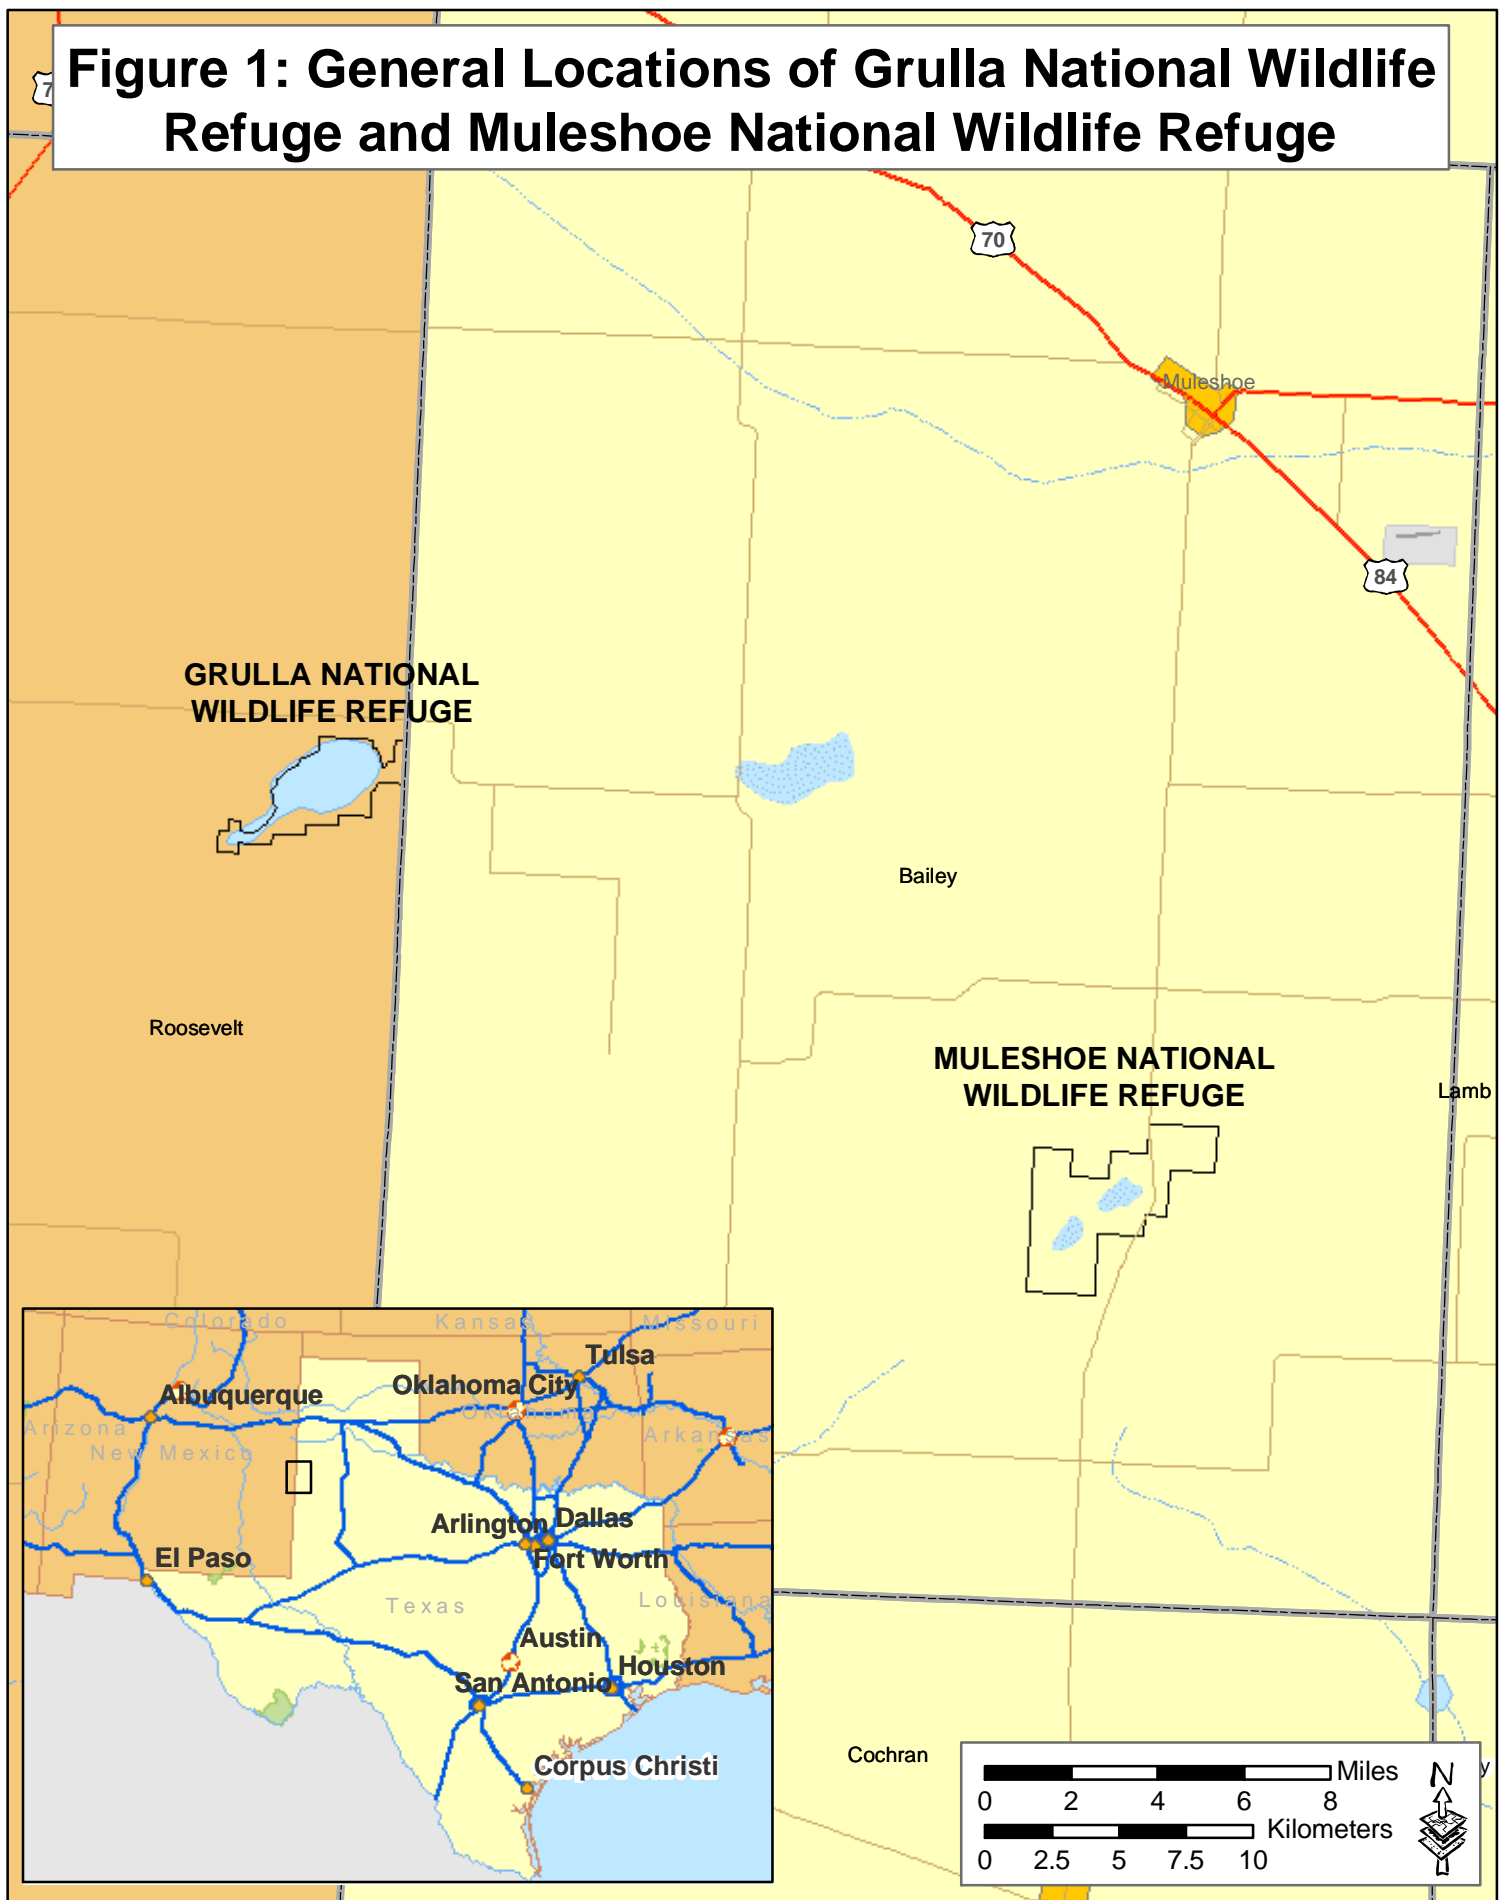 Figure 1: General Locations of Grulla National Wildlife
Refuge and Muleshoe National Wildlife Refuge
70
Muleshoe
84
GRULLA NATIONAL
WILDLIFE REFUGE
Bailey
Roosevelt
MULESHOE NATIONAL
WILDLIFE REFUGE
Lamb
Colorado
Kansas
Missouri
Tulsa
Albuquerque
Oklahoma City
Oklahoma
Arizona
New Mexico
Arkansas
Arlington
Dallas
El Paso
Fort Worth
Texas
Louisiana
Austin
San Antonio
Houston
Corpus Christi
Cochran
Miles
0 2 4 6 8
Kilometers
0 2.5 5 7.5 10
N